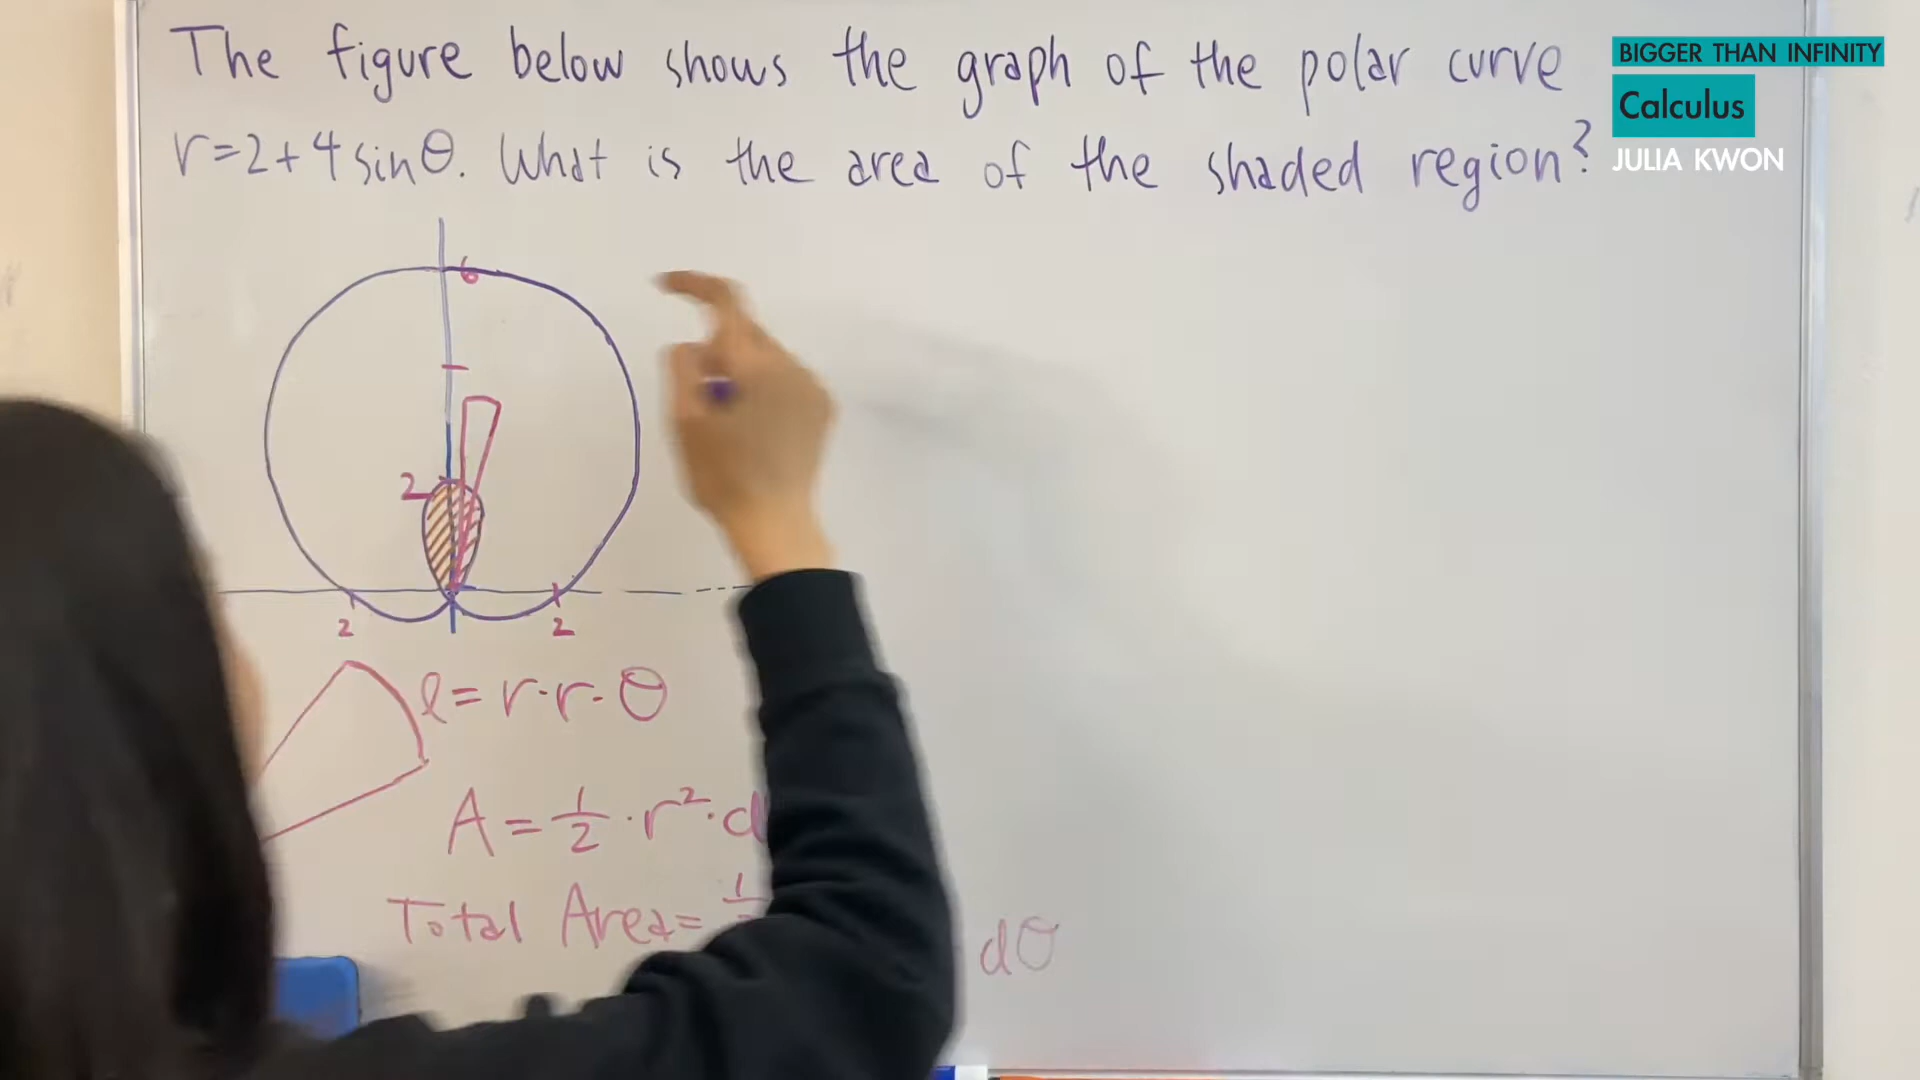 The figure below shows the graph of the polar curve
r=2+4sinθ. What is the area of the shaded region?
BIGGER THAN INFINITY
Calculus
JULIA KWON
6
2
2
2
l=r·r·θ
A=1/2·r²·d
Total Area=
dθ